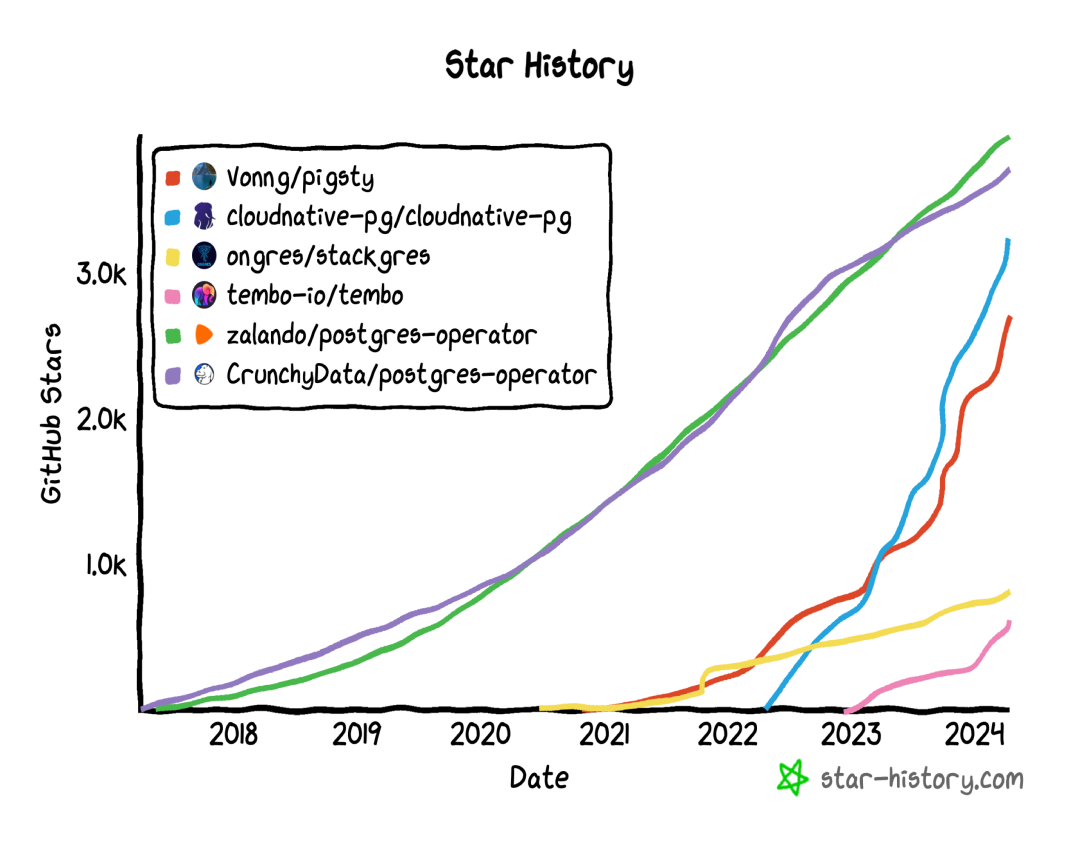 Star History
Vonng/pigsty
cloudnative-pg/cloudnative-pg
ongres/stackgres
tembo-io/tembo
zalando/postgres-operator
CrunchyData/postgres-operator
3.0K
2.0K
1.0K
GitHub Stars
2018 2019 2020 2021 2022 2023 2024
Date
star-history.com